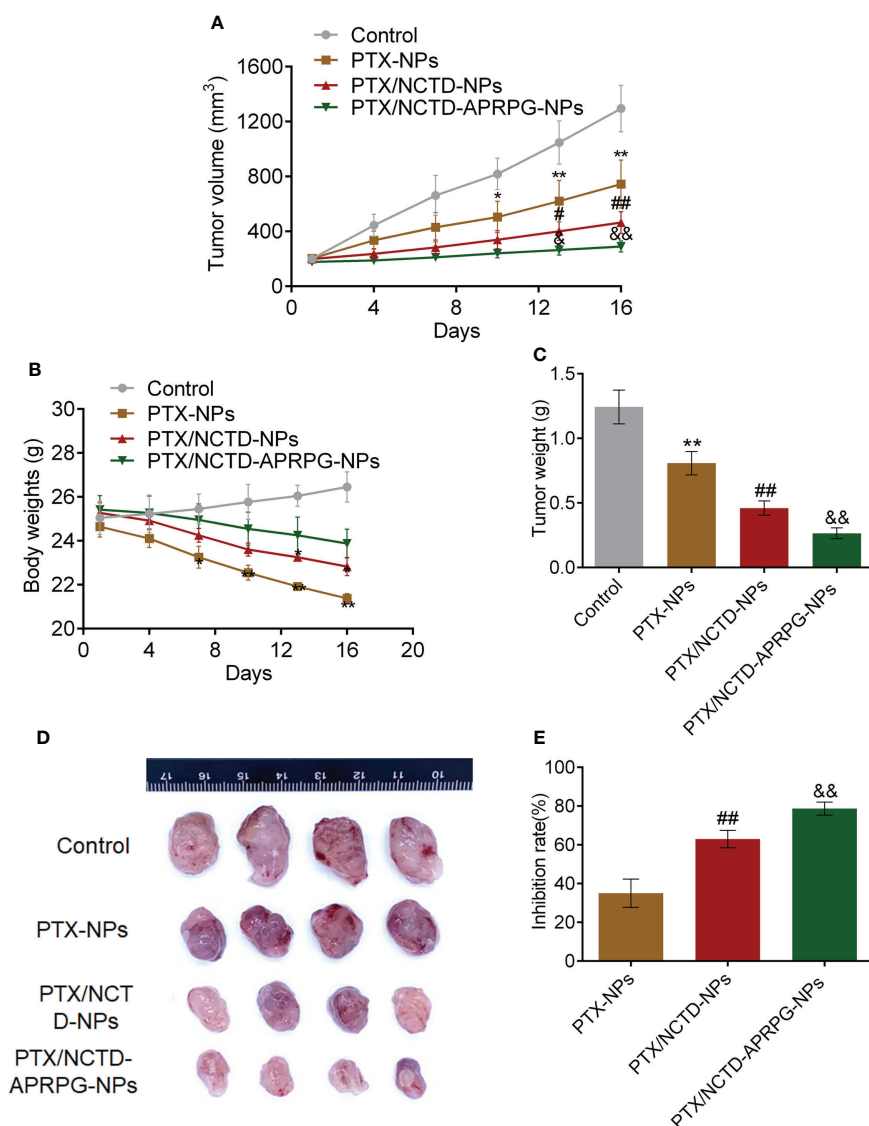 A
Control
PTX-NPs
PTX/NCTD-NPs
PTX/NCTD-APRPG-NPs
Tumor volume (mm³)
1600
1200
800
400
0
* ** **
# ##
& &&
0 4 8 12 16
Days
B
Control
PTX-NPs
PTX/NCTD-NPs
PTX/NCTD-APRPG-NPs
Body weights (g)
30
28
26
24
22
20
* *
* ** ** **
0 4 8 12 16 20
Days
C
Tumor weight (g)
1.5
1.0
0.5
0.0
**
##
&&
Control
PTX-NPs
PTX/NCTD-NPs
PTX/NCTD-APRPG-NPs
D
17 16 15 14 13 12 11 10
Control
PTX-NPs
PTX/NCT
D-NPs
PTX/NCTD-
APRPG-NPs
E
Inhibition rate(%)
100
80
60
40
20
0
##
&&
PTX-NPs
PTX/NCTD-NPs
PTX/NCTD-APRPG-NPs